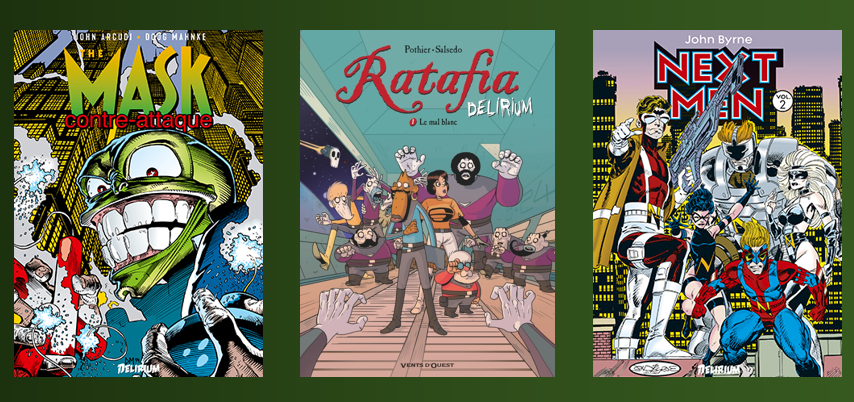 JOHN ARCUDI • DOUG MAHNKE
THE
MASK
contre-attaque
DELIRIUM
Pothier - Salsedo
Ratafia
DELIRIUM
1 Le mal blanc
VENTS D'OUEST
John Byrne
NEXT
MEN
VOL.
2
DELIRIUM